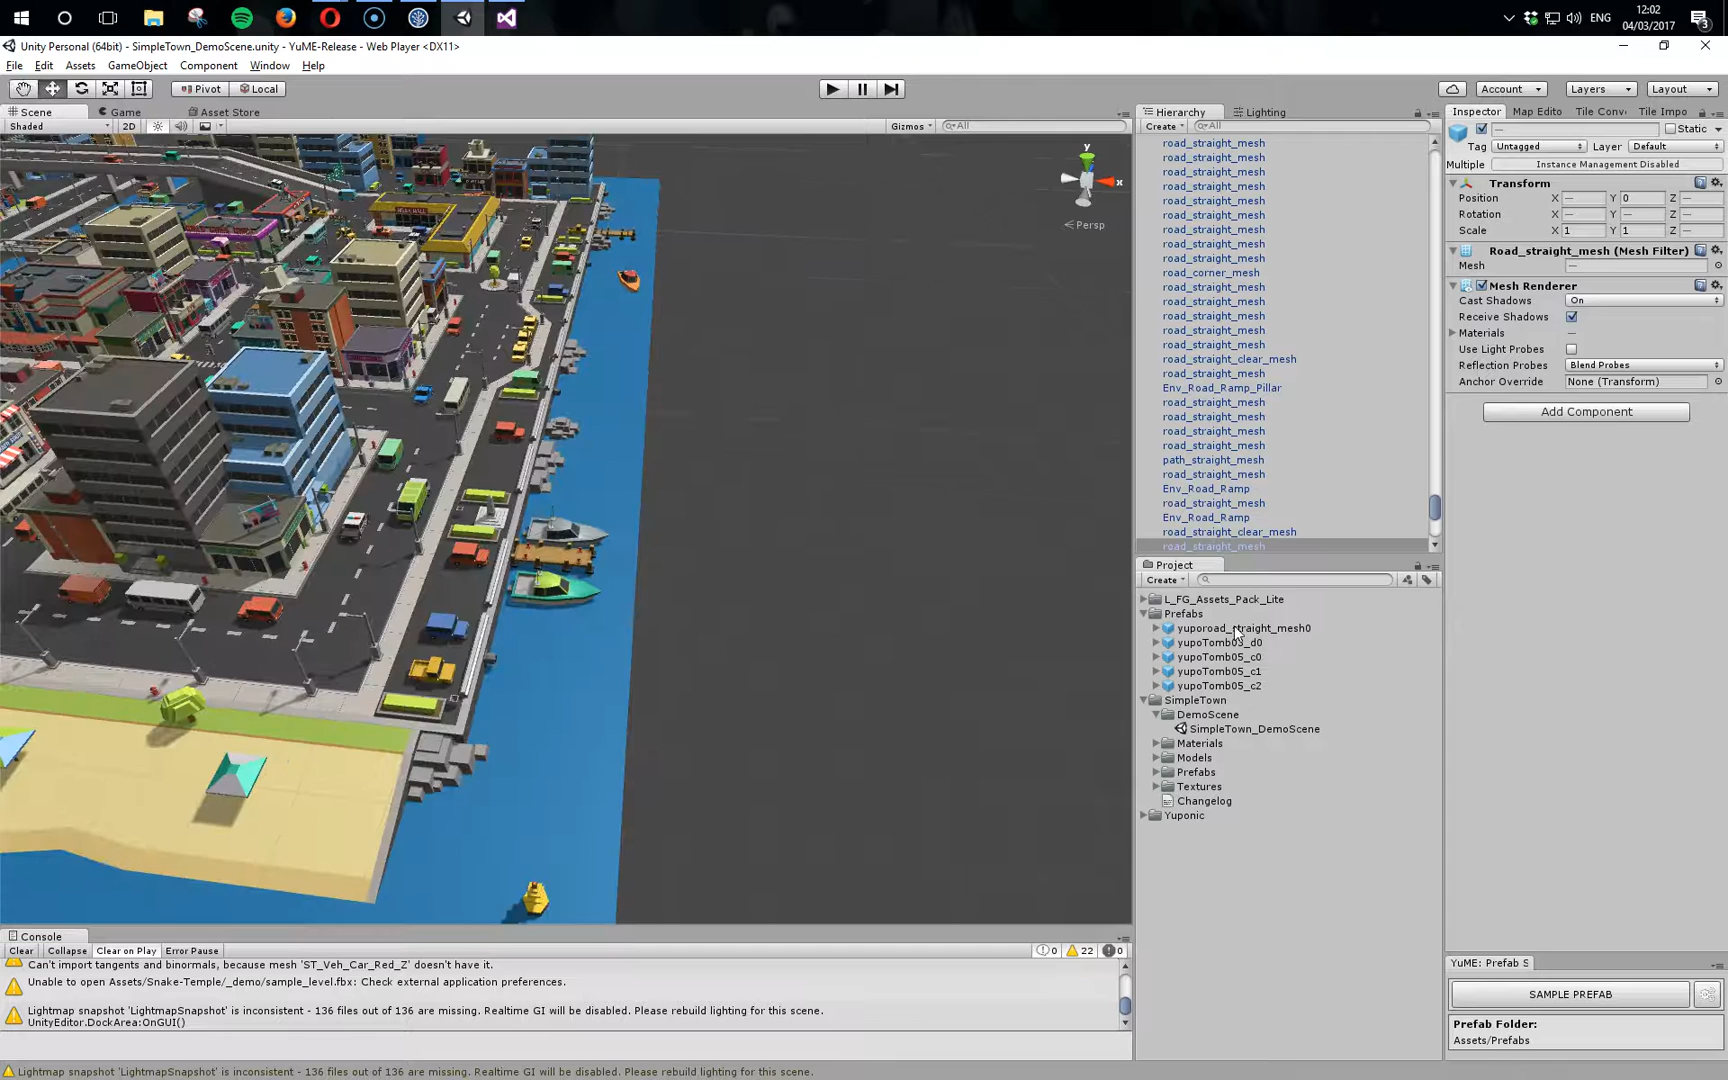 12:02
ENG
04/03/2017
3
Unity Personal (64bit) - SimpleTown_DemoScene.unity - YuME-Release - Web Player <DX11>
File Edit Assets GameObject Component Window Help
Pivot Local
Account Layers Layout
Scene Game Asset Store
Shaded 2D Gizmos All
y
x
Persp
Hierarchy Lighting
Create All
road_straight_mesh
road_straight_mesh
road_straight_mesh
road_straight_mesh
road_straight_mesh
road_straight_mesh
road_straight_mesh
road_straight_mesh
road_straight_mesh
road_corner_mesh
road_straight_mesh
road_straight_mesh
road_straight_mesh
road_straight_mesh
road_straight_mesh
road_straight_clear_mesh
road_straight_mesh
Env_Road_Ramp_Pillar
road_straight_mesh
road_straight_mesh
road_straight_mesh
road_straight_mesh
path_straight_mesh
road_straight_mesh
Env_Road_Ramp
road_straight_mesh
Env_Road_Ramp
road_straight_clear_mesh
road_straight_mesh
Project
Create
L_FG_Assets_Pack_Lite
Prefabs
yuporoad_straight_mesh0
yupoTomb03_d0
yupoTomb05_c0
yupoTomb05_c1
yupoTomb05_c2
SimpleTown
DemoScene
SimpleTown_DemoScene
Materials
Models
Prefabs
Textures
Changelog
Yuponic
Inspector Map Edito Tile Conv Tile Impo
— Static
Tag Untagged Layer Default
Multiple Instance Management Disabled
Transform
Position X — Y 0 Z —
Rotation X — Y — Z —
Scale X 1 Y 1 Z —
Road_straight_mesh (Mesh Filter)
Mesh —
Mesh Renderer
Cast Shadows On
Receive Shadows
Materials —
Use Light Probes
Reflection Probes Blend Probes
Anchor Override None (Transform)
Add Component
YuME: Prefab S
SAMPLE PREFAB
Prefab Folder:
Assets/Prefabs
Console
Clear Collapse Clear on Play Error Pause 0 22 0
Can't import tangents and binormals, because mesh 'ST_Veh_Car_Red_Z' doesn't have it.
Unable to open Assets/Snake-Temple/_demo/sample_level.fbx: Check external application preferences.
Lightmap snapshot 'LightmapSnapshot' is inconsistent - 136 files out of 136 are missing. Realtime GI will be disabled. Please rebuild lighting for this scene.
UnityEditor.DockArea:OnGUI()
Lightmap snapshot 'LightmapSnapshot' is inconsistent - 136 files out of 136 are missing. Realtime GI will be disabled. Please rebuild lighting for this scene.